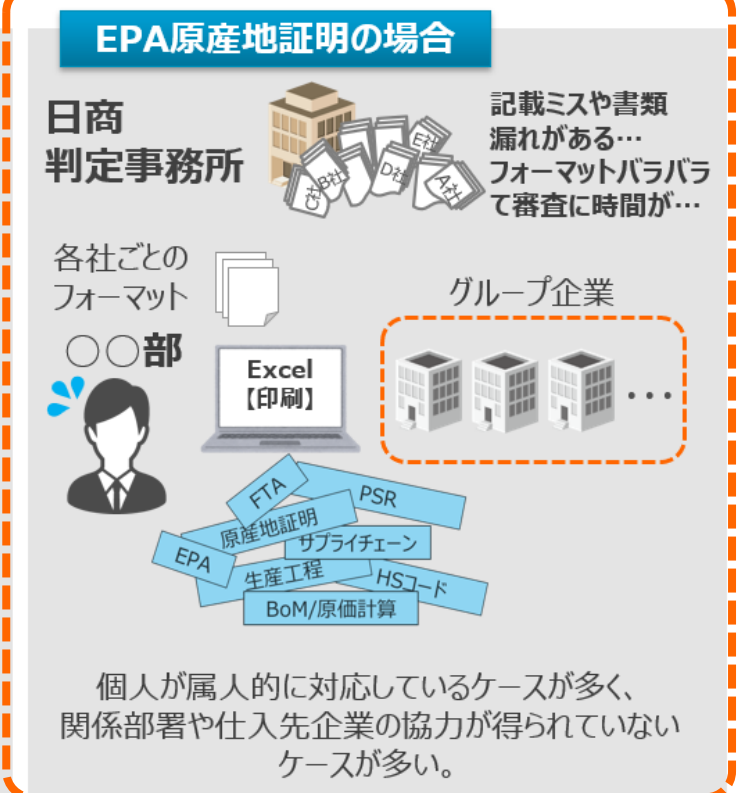 EPA原産地証明の場合
日商
判定事務所
記載ミスや書類
漏れがある…
フォーマットバラバラ
て審査に時間が…
C社
B社
E社
D社
A社
各社ごとの
フォーマット
〇〇部
Excel
【印刷】
グループ企業
…
FTA
PSR
原産地証明
サプライチェーン
EPA
生産工程
HSコード
BoM/原価計算
個人が属人的に対応しているケースが多く、
関係部署や仕入先企業の協力が得られていない
ケースが多い。